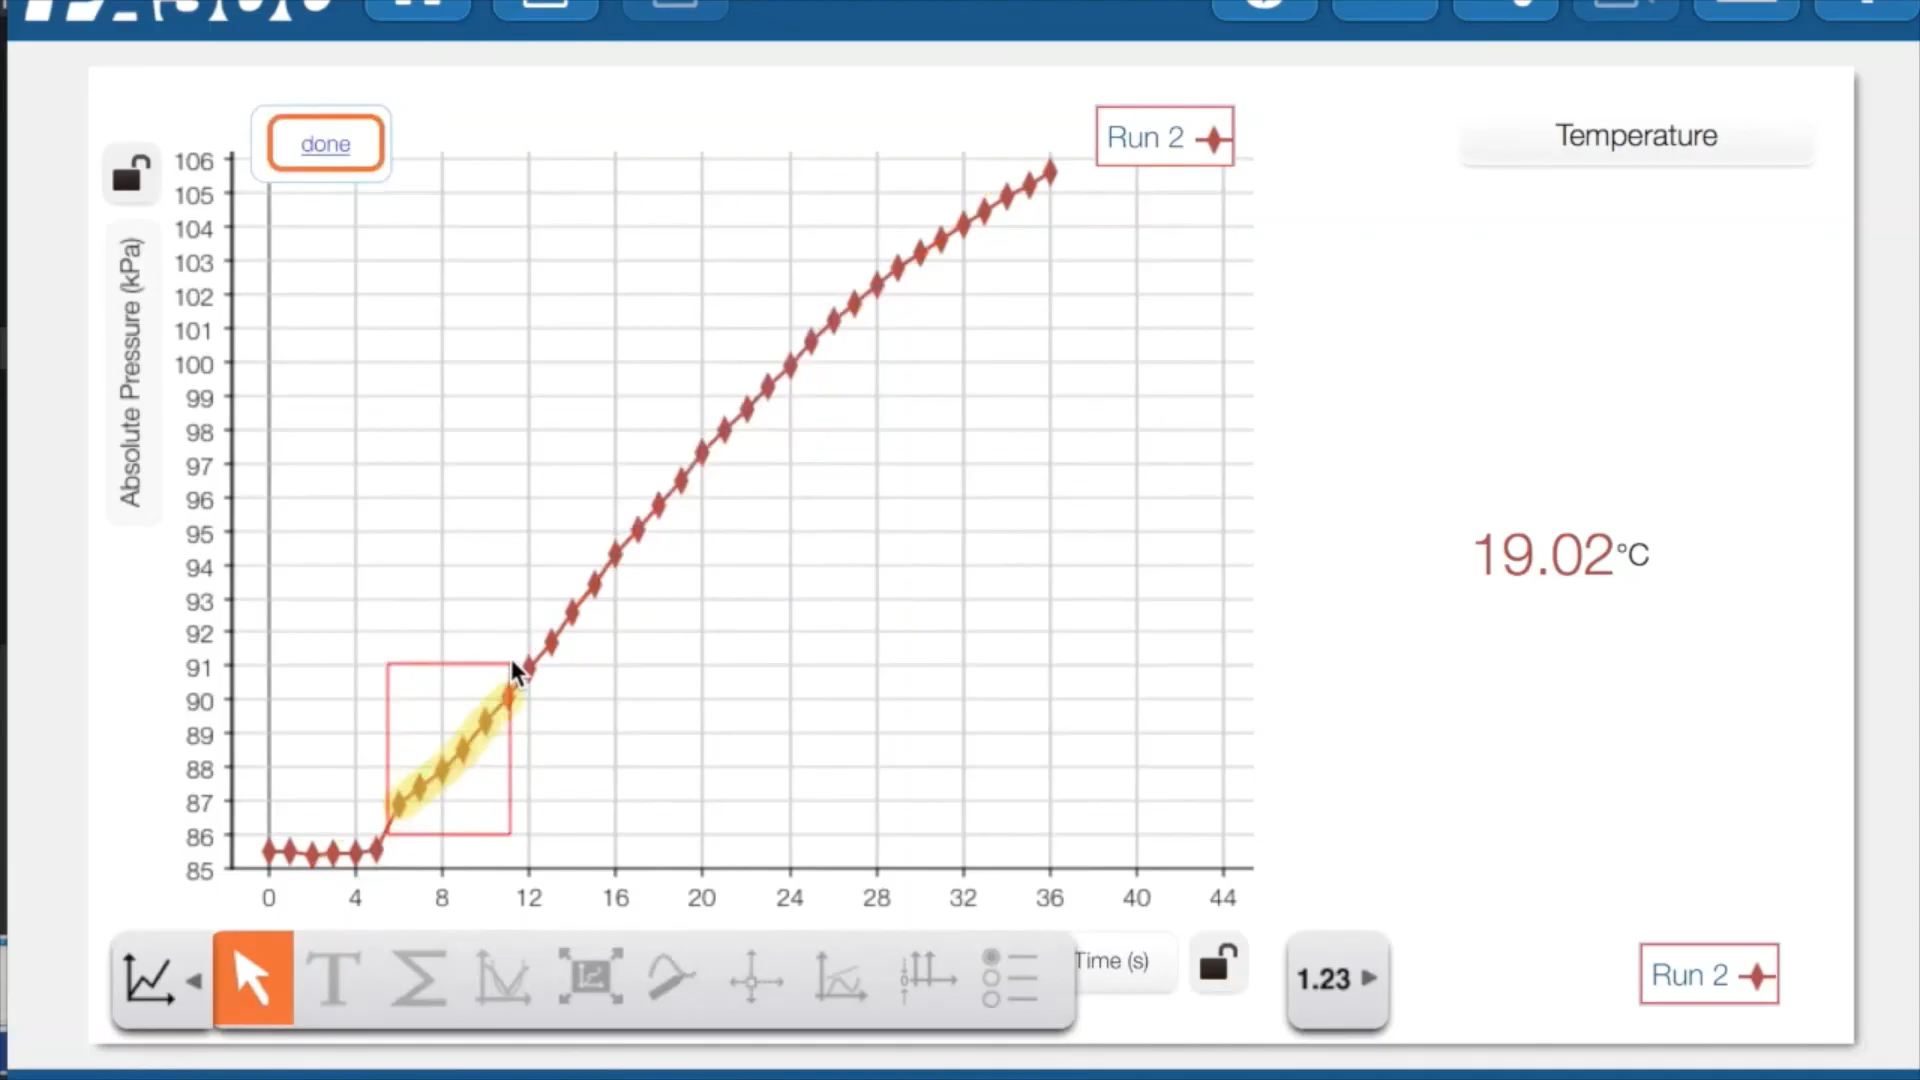 done
Run 2
Temperature
Absolute Pressure (kPa)
106
105
104
103
102
101
100
99
98
97
96
95
94
93
92
91
90
89
88
87
86
85
19.02°C
0 4 8 12 16 20 24 28 32 36 40 44
T Σ
Time (s)
1.23
Run 2